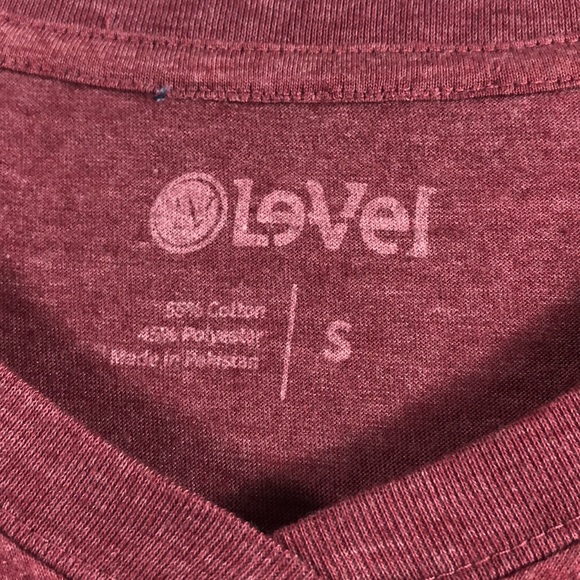 LeVel
55% Cotton
45% Polyester
Made in Pakistan
S